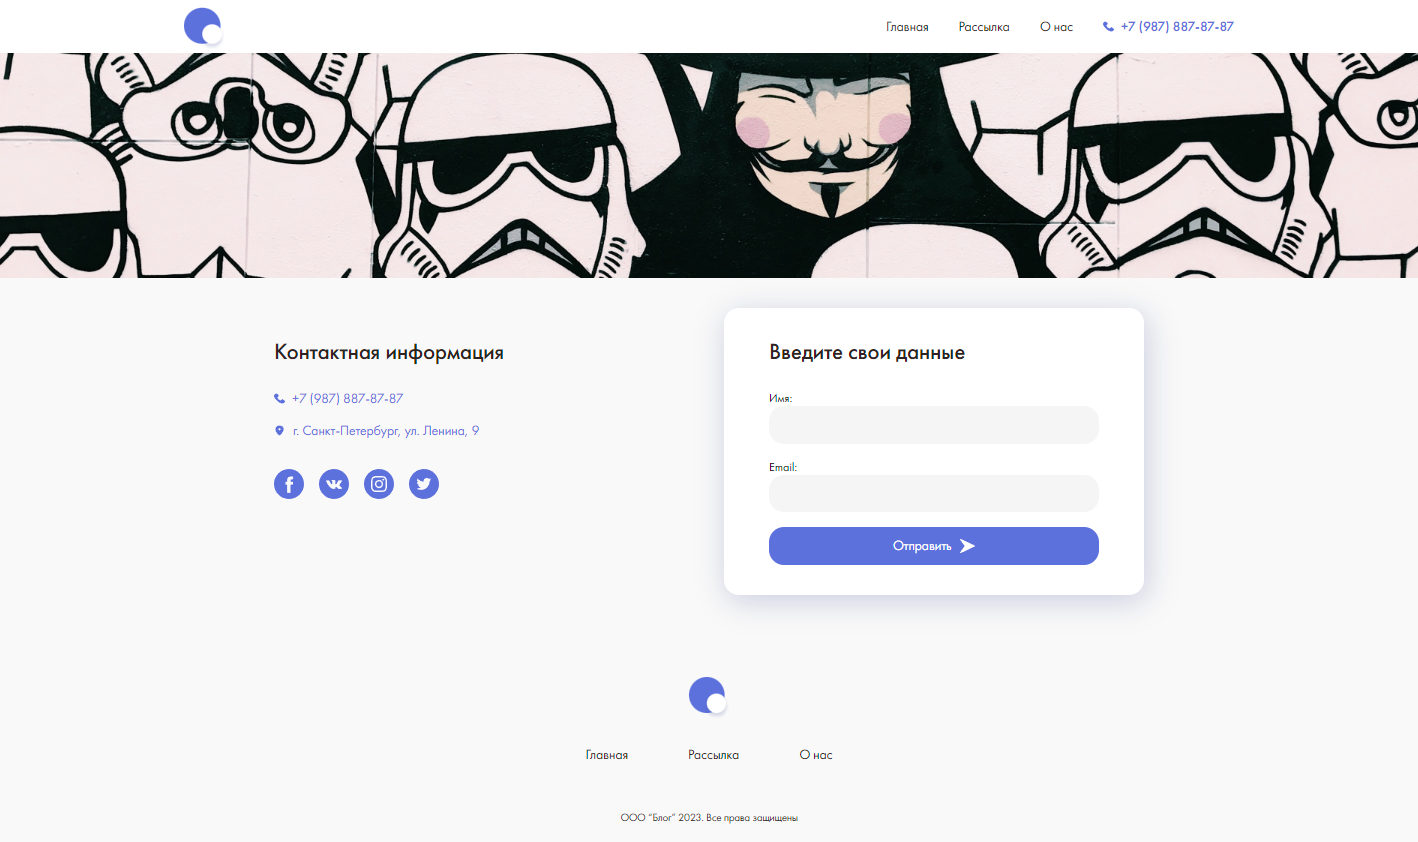 Главная Рассылка О нас +7 (987) 887-87-87
Контактная информация
+7 (987) 887-87-87
г. Санкт-Петербург, ул. Ленина, 9
Введите свои данные
Имя:
Email:
Отправить
Главная Рассылка О нас
ООО “Блог” 2023. Все права защищены